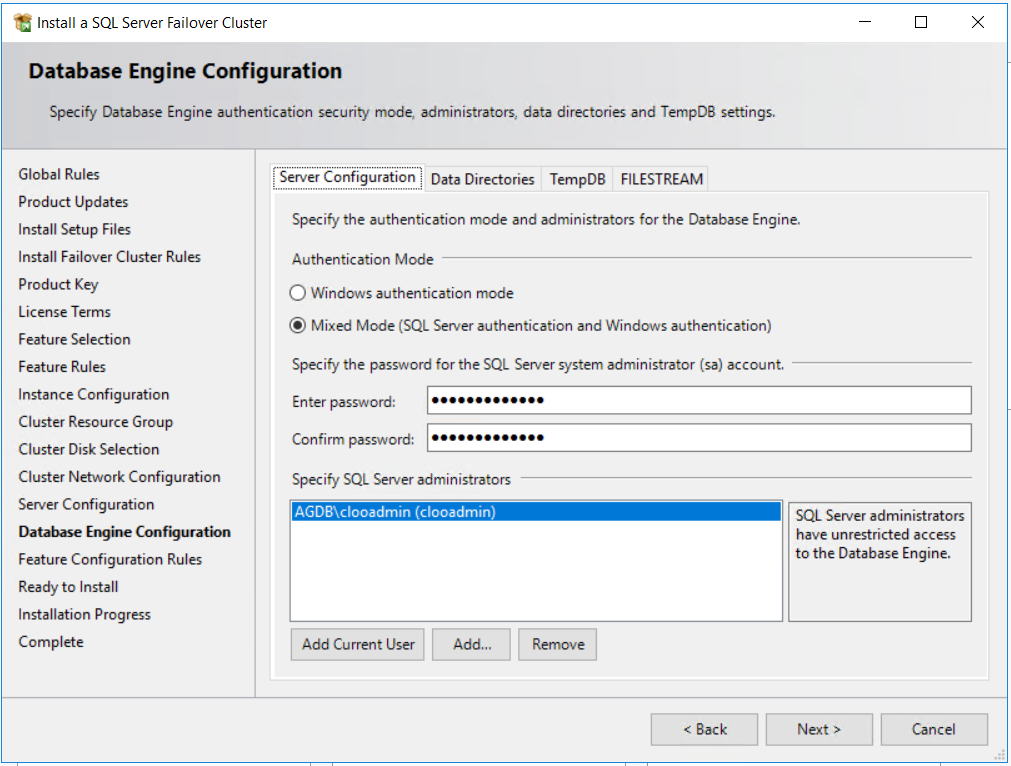 Install a SQL Server Failover Cluster
Database Engine Configuration
Specify Database Engine authentication security mode, administrators, data directories and TempDB settings.
Global Rules
Product Updates
Install Setup Files
Install Failover Cluster Rules
Product Key
License Terms
Feature Selection
Feature Rules
Instance Configuration
Cluster Resource Group
Cluster Disk Selection
Cluster Network Configuration
Server Configuration
Database Engine Configuration
Feature Configuration Rules
Ready to Install
Installation Progress
Complete
Server Configuration Data Directories TempDB FILESTREAM
Specify the authentication mode and administrators for the Database Engine.
Authentication Mode
Windows authentication mode
Mixed Mode (SQL Server authentication and Windows authentication)
Specify the password for the SQL Server system administrator (sa) account.
Enter password: ●●●●●●●●●●●●●
Confirm password: ●●●●●●●●●●●●●
Specify SQL Server administrators
AGDB\clooadmin (clooadmin)
SQL Server administrators
have unrestricted access
to the Database Engine.
Add Current User Add... Remove
< Back Next > Cancel